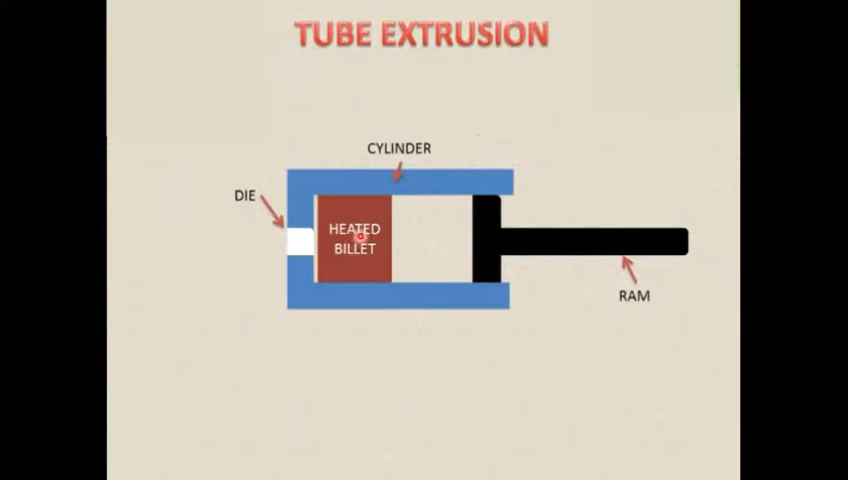 TUBE EXTRUSION
CYLINDER
DIE
HEATED
BILLET
RAM